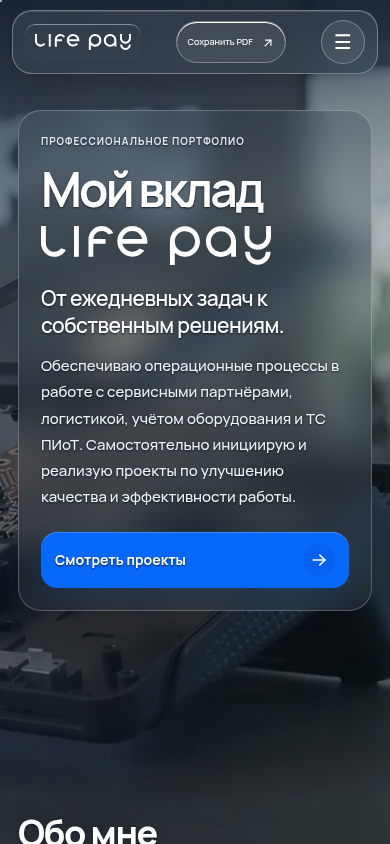 LIFe pay
Сохранить PDF
ПРОФЕССИОНАЛЬНОЕ ПОРТФОЛИО
Мой вклад
LIFe pay
От ежедневных задач к
собственным решениям.
Обеспечиваю операционные процессы в
работе с сервисными партнёрами,
логистикой, учётом оборудования и ТС
ПИоТ. Самостоятельно инициирую и
реализую проекты по улучшению
качества и эффективности работы.
Смотреть проекты
Обо мне